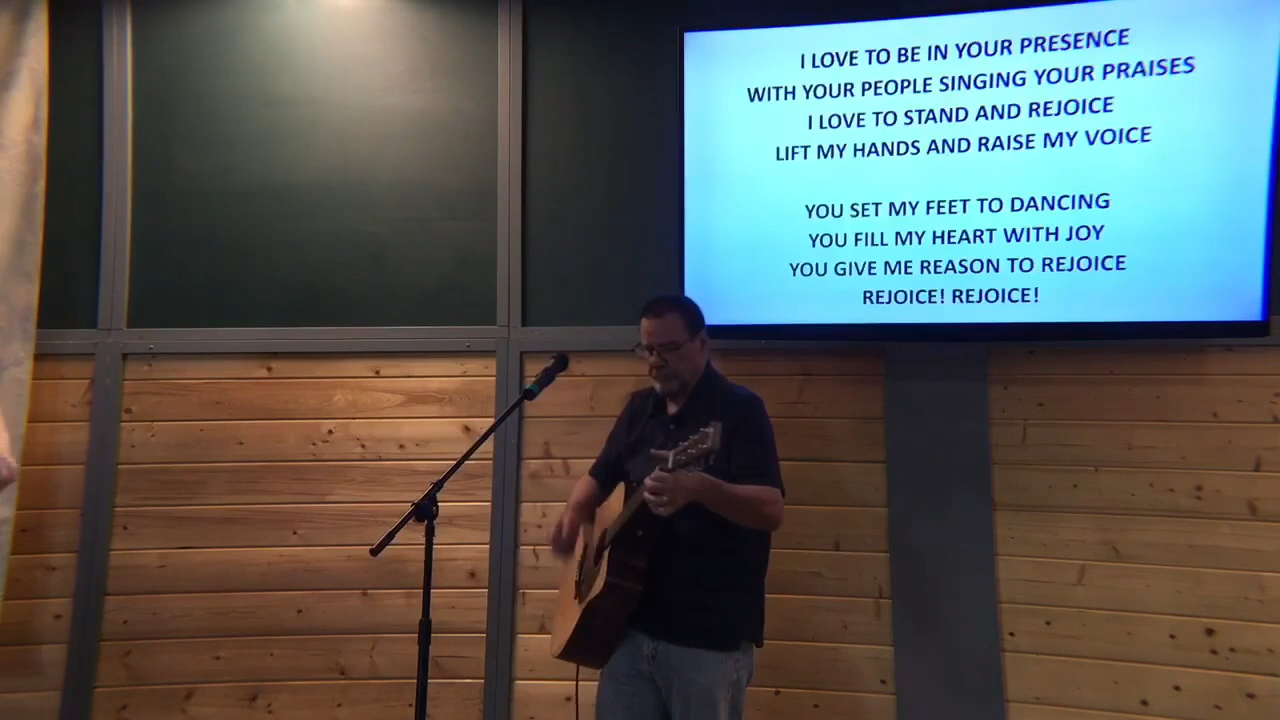 I LOVE TO BE IN YOUR PRESENCE
WITH YOUR PEOPLE SINGING YOUR PRAISES
I LOVE TO STAND AND REJOICE
LIFT MY HANDS AND RAISE MY VOICE
YOU SET MY FEET TO DANCING
YOU FILL MY HEART WITH JOY
YOU GIVE ME REASON TO REJOICE
REJOICE! REJOICE!